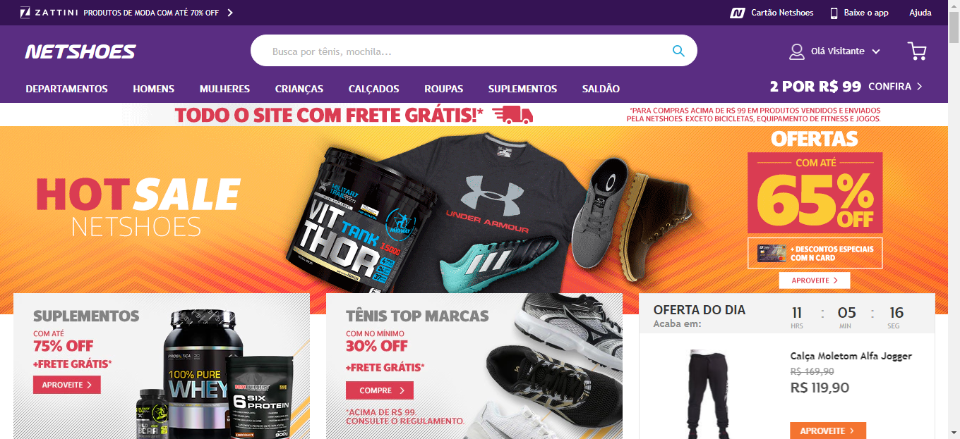 ZATTINI PRODUTOS DE MODA COM ATÉ 70% OFF
Cartão Netshoes
Baixe o app
Ajuda
NETSHOES
Busca por tênis, mochila...
Olá Visitante
DEPARTAMENTOS HOMENS MULHERES CRIANÇAS CALÇADOS ROUPAS SUPLEMENTOS SALDÃO
2 POR R$ 99 CONFIRA
TODO O SITE COM FRETE GRÁTIS!*
*PARA COMPRAS ACIMA DE R$ 99 EM PRODUTOS VENDIDOS E ENVIADOS
PELA NETSHOES. EXCETO BICICLETAS, EQUIPAMENTO DE FITNESS E JOGOS.
HOT SALE
NETSHOES
MILITARY
TRAIL
VIT
TANK
THOR
UNDER ARMOUR
OFERTAS
COM ATÉ
65%
OFF
+ DESCONTOS ESPECIAIS
COM N CARD
APROVEITE
SUPLEMENTOS
COM ATÉ
75% OFF
+FRETE GRÁTIS*
APROVEITE
100% PURE
WHEY
6 SIX
PROTEIN
TÊNIS TOP MARCAS
COM NO MÍNIMO
30% OFF
+FRETE GRÁTIS*
COMPRE
*ACIMA DE R$ 99.
CONSULTE O REGULAMENTO.
OFERTA DO DIA
Acaba em:
11 : 05 : 16
HRS MIN SEG
Calça Moletom Alfa Jogger
R$ 169,90
R$ 119,90
APROVEITE